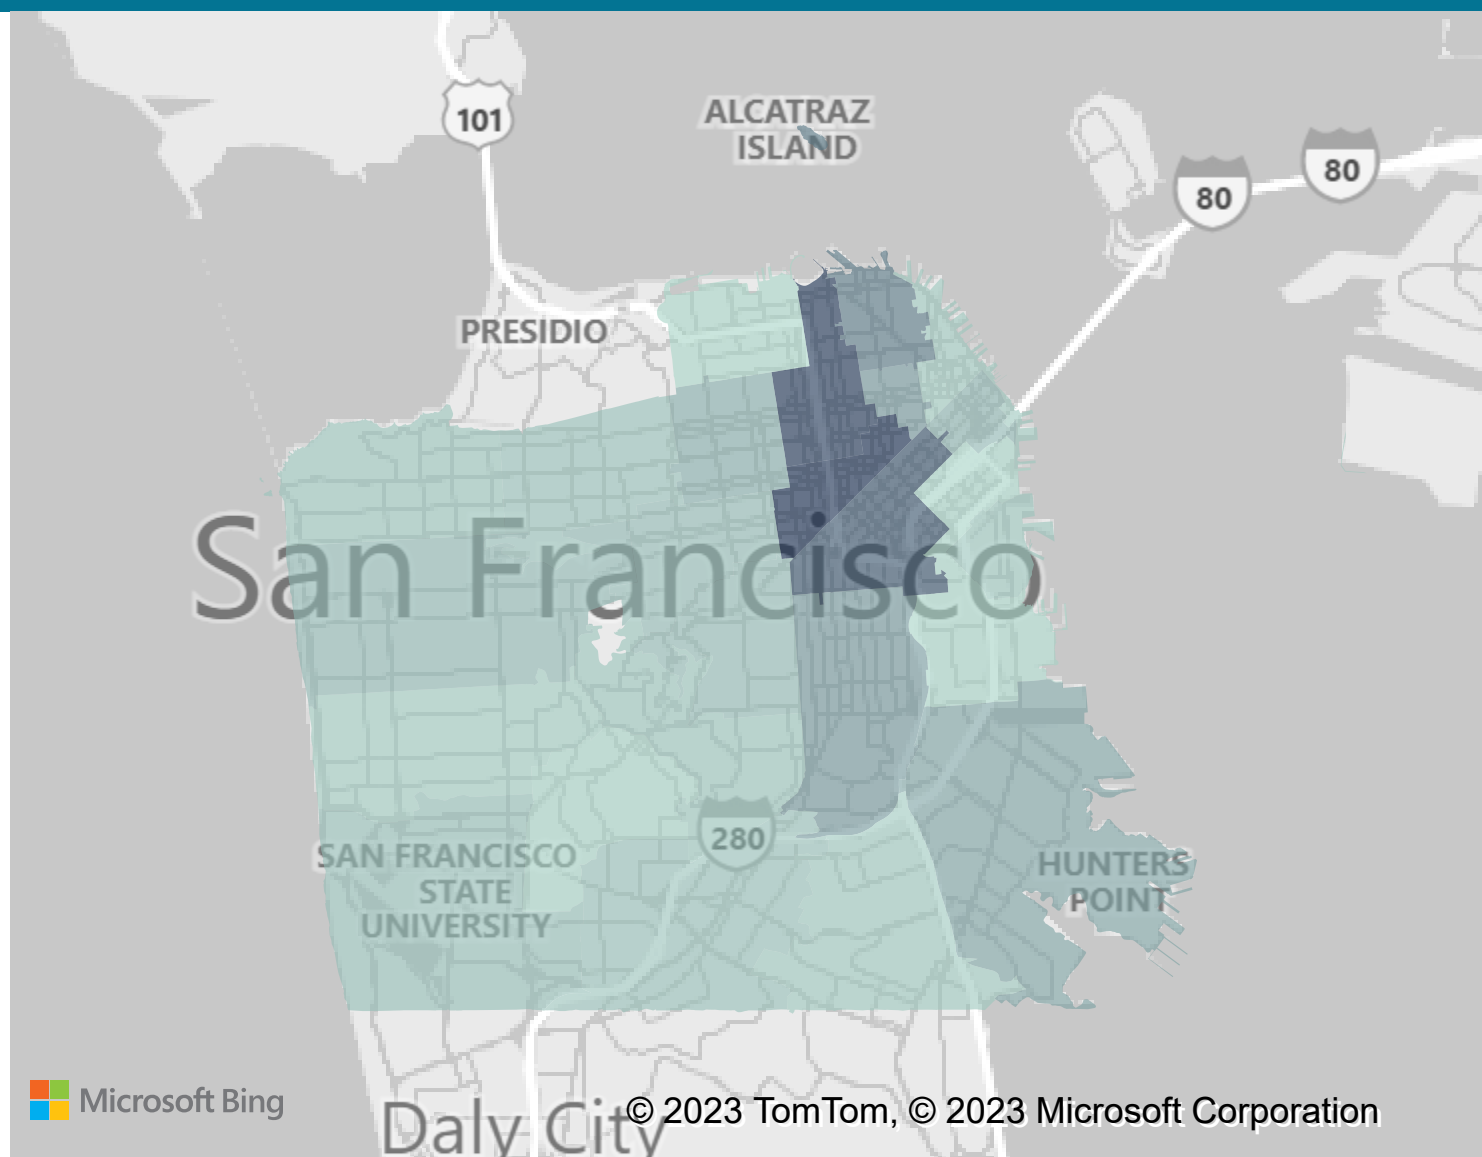 101
ALCATRAZ
ISLAND
80
80
PRESIDIO
San Francisco
280
SAN FRANCISCO
STATE
UNIVERSITY
HUNTERS
POINT
Microsoft Bing
Daly City
© 2023 TomTom, © 2023 Microsoft Corporation